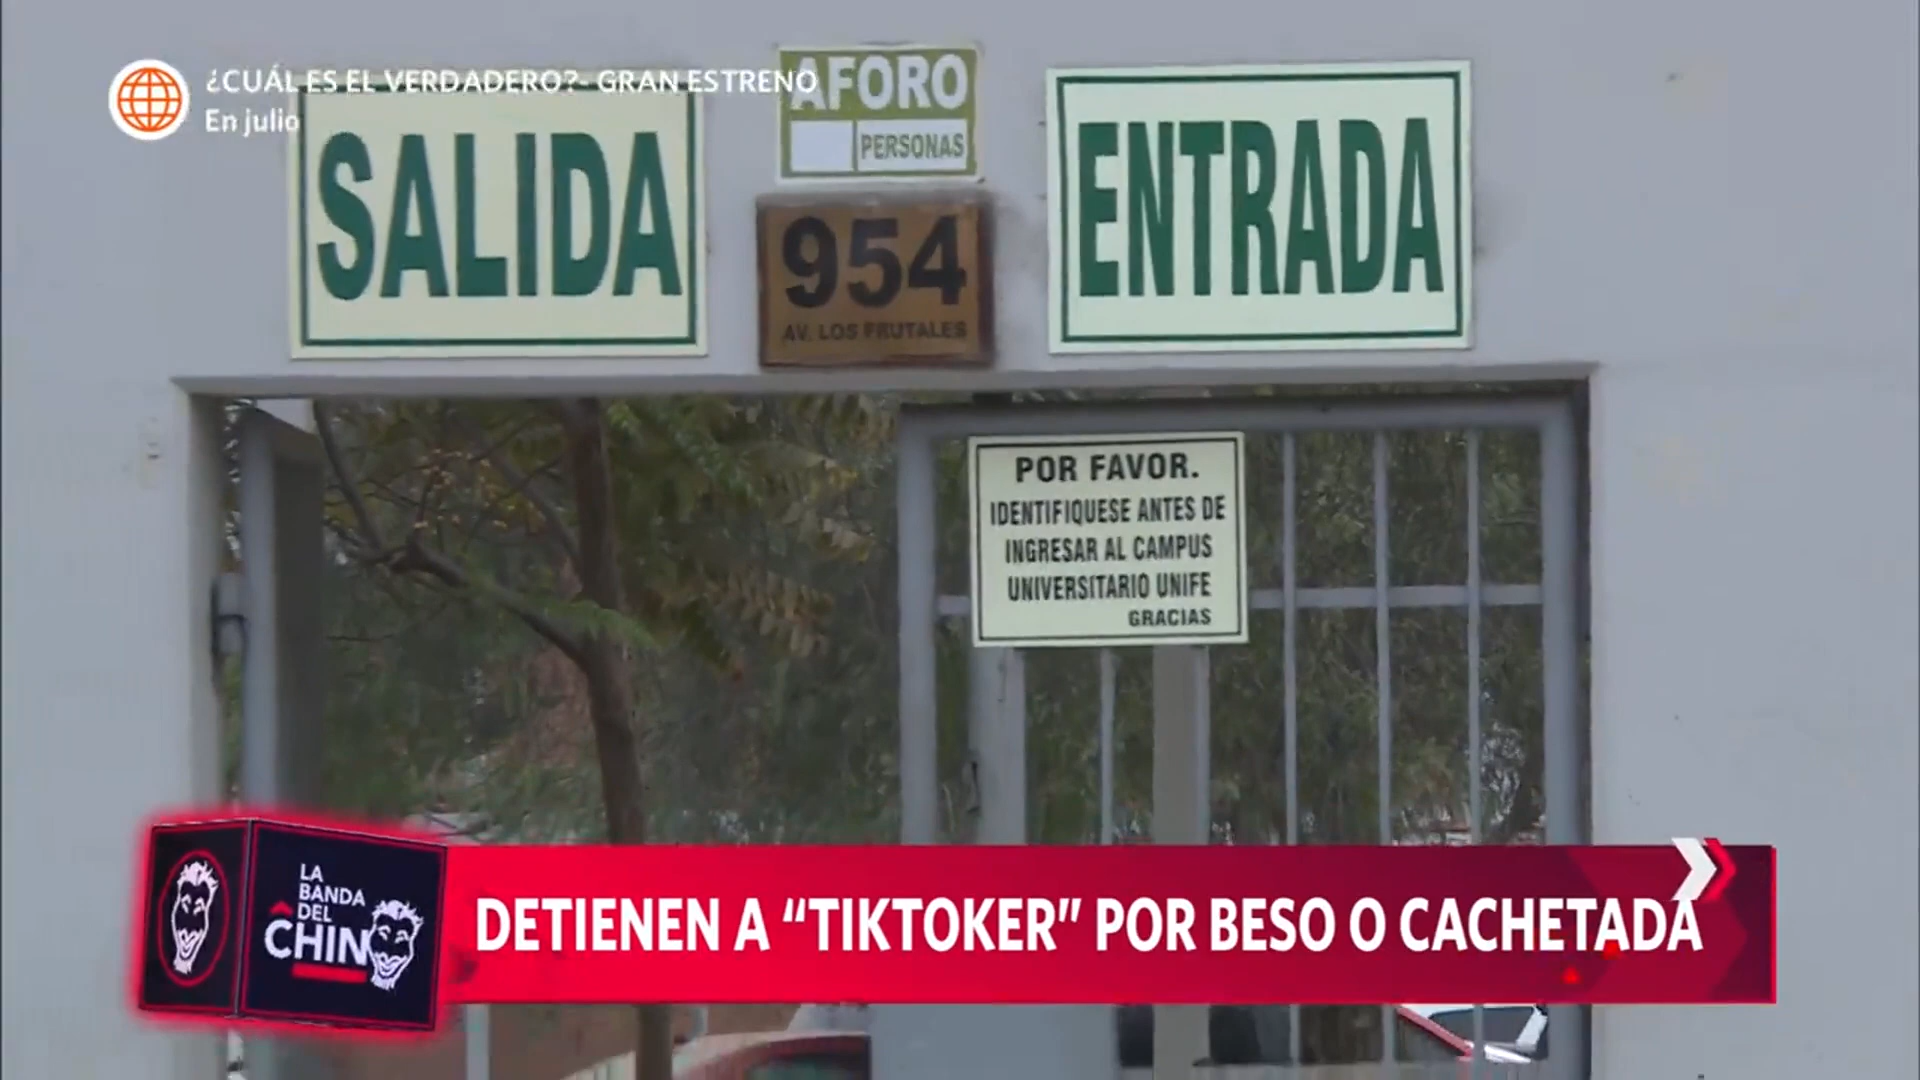 ¿CUÁL ES EL VERDADERO?- GRAN ESTRENO
En julio
SALIDA
AFORO
PERSONAS
954
AV. LOS FRUTALES
ENTRADA
POR FAVOR.
IDENTIFIQUESE ANTES DE
INGRESAR AL CAMPUS
UNIVERSITARIO UNIFE
GRACIAS
LA
BANDA
DEL
CHINO
DETIENEN A “TIKTOKER” POR BESO O CACHETADA